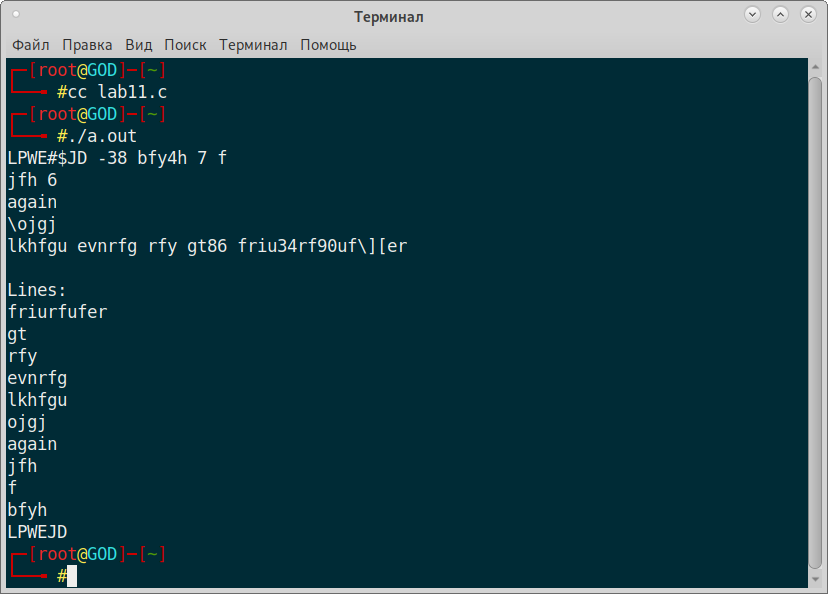 Терминал
Файл Правка Вид Поиск Терминал Помощь
┌─[root@GOD]─[~]
└──╼ #cc lab11.c
┌─[root@GOD]─[~]
└──╼ #./a.out
LPWE#$JD -38 bfy4h 7 f
jfh 6
again
\ojgj
lkhfgu evnrfg rfy gt86 friu34rf90uf\][er

Lines:
friurfufer
gt
rfy
evnrfg
lkhfgu
ojgj
again
jfh
f
bfyh
LPWEJD
┌─[root@GOD]─[~]
└──╼ #